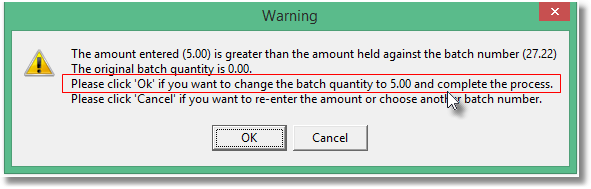 Warning
The amount entered (5.00) is greater than the amount held against the batch number (27.22)
The original batch quantity is 0.00.
Please click 'Ok' if you want to change the batch quantity to 5.00 and complete the process.
Please click 'Cancel' if you want to re-enter the amount or choose another batch number.
OK
Cancel